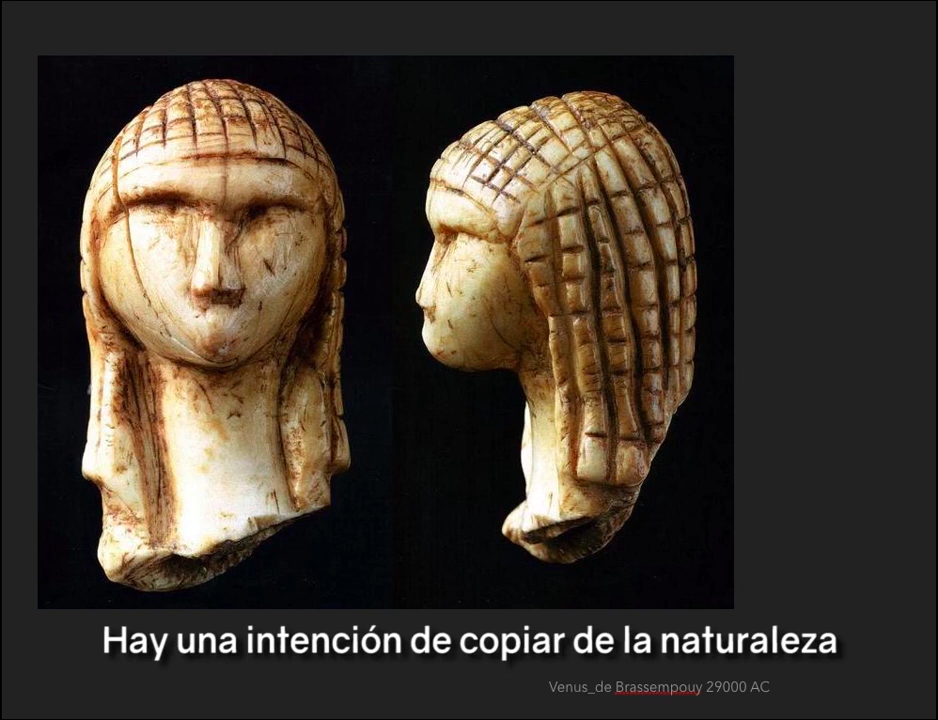 Hay una intención de copiar de la naturaleza
Venus_de Brassempouy 29000 AC